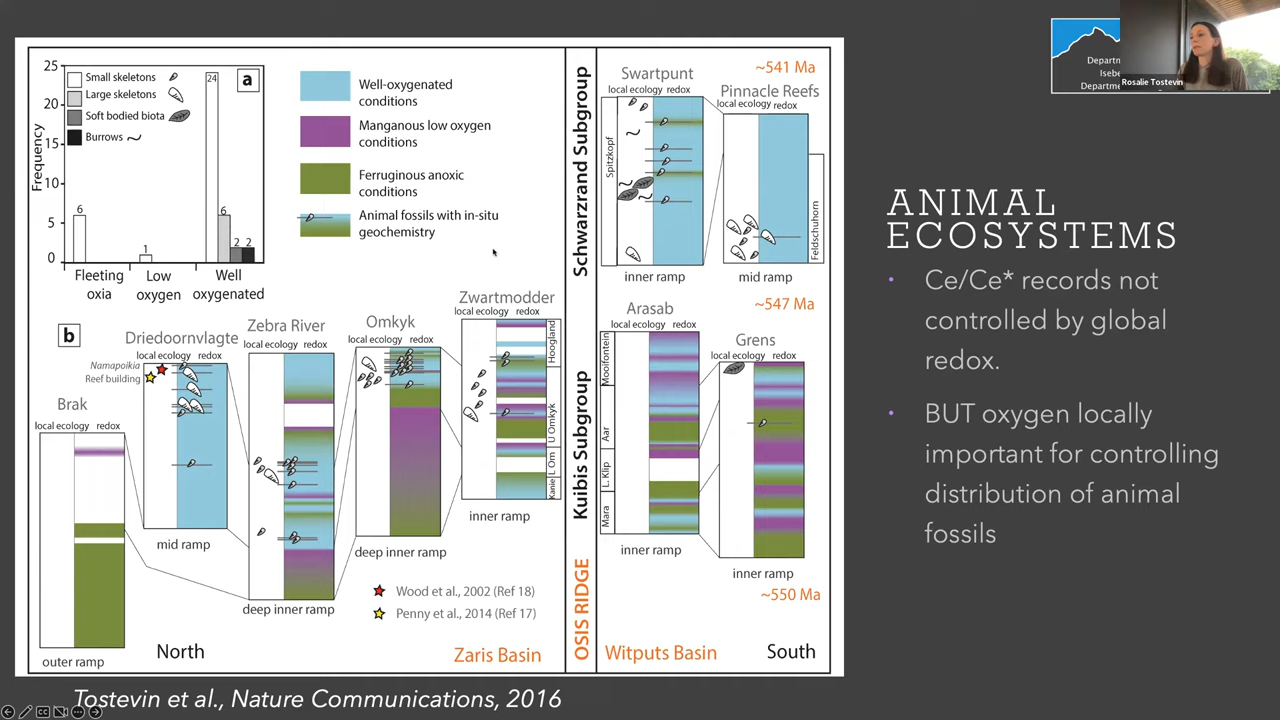 25
20
15
10
5
0
Frequency
Small skeletons
Large skeletons
Soft bodied biota
Burrows
a
6
1
24
6
2
2
Fleeting
oxia
Low
oxygen
Well
oxygenated
Well-oxygenated
conditions
Manganous low oxygen
conditions
Ferruginous anoxic
conditions
Animal fossils with in-situ
geochemistry
b
Brak
local ecology redox
outer ramp
Driedoornvlagte
local ecology redox
Namapoikia
Reef building
mid ramp
Zebra River
local ecology redox
deep inner ramp
Omkyk
local ecology redox
deep inner ramp
Zwartmodder
local ecology redox
Hoogland
U Omkyk
L Om
Kanie
inner ramp
Wood et al., 2002 (Ref 18)
Penny et al., 2014 (Ref 17)
North
Zaris Basin
Schwarzrand Subgroup
Kuibis Subgroup
OSIS RIDGE
~541 Ma
Swartpunt
local ecology redox
Spitzkopf
inner ramp
Pinnacle Reefs
local ecology redox
Feldschuhorn
mid ramp
~547 Ma
Arasab
local ecology redox
Mooifontein
Aar
L. Klip
Mara
inner ramp
Grens
local ecology redox
inner ramp
~550 Ma
Witputs Basin
South
Tostevin et al., Nature Communications, 2016
Depart
Isebe
Departme
Rosalie Tostevin
ANIMAL
ECOSYSTEMS
• Ce/Ce* records not
controlled by global
redox.
• BUT oxygen locally
important for controlling
distribution of animal
fossils